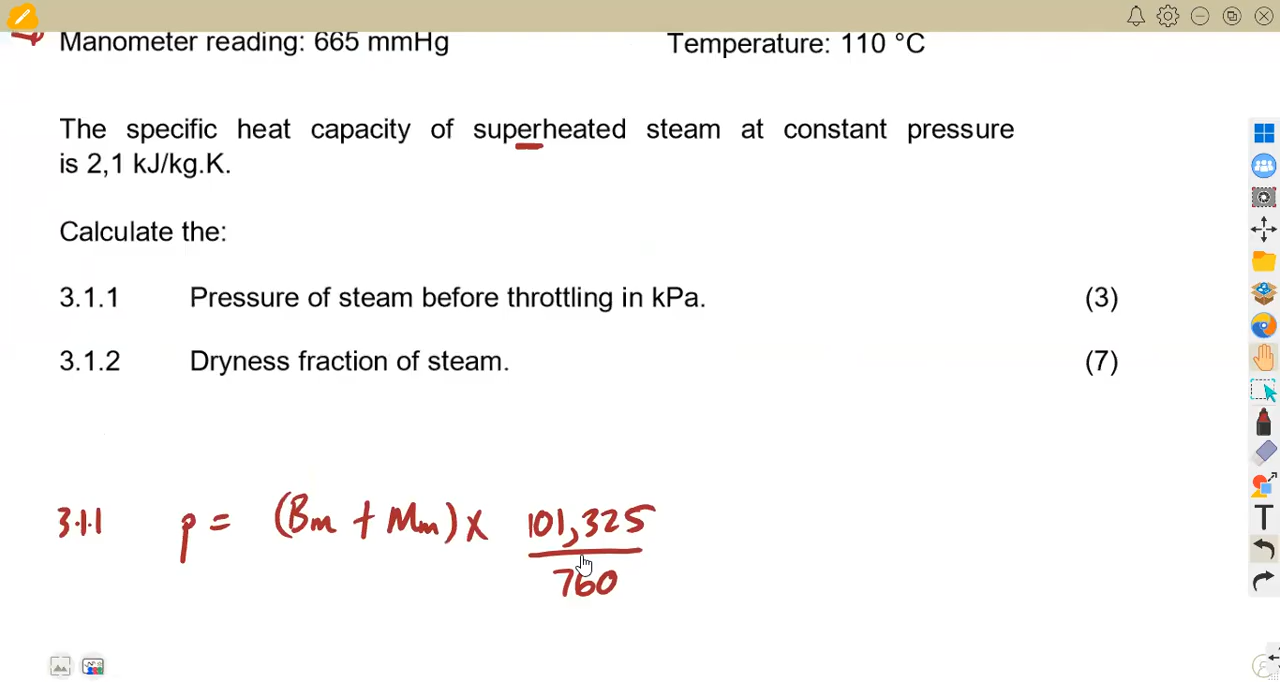 Manometer reading: 665 mmHg Temperature: 110 °C
The specific heat capacity of superheated steam at constant pressure
is 2,1 kJ/kg.K.
Calculate the:
3.1.1 Pressure of steam before throttling in kPa. (3)
3.1.2 Dryness fraction of steam. (7)
3.1.1 p = (Bm + Mm) x 101,325
760
T